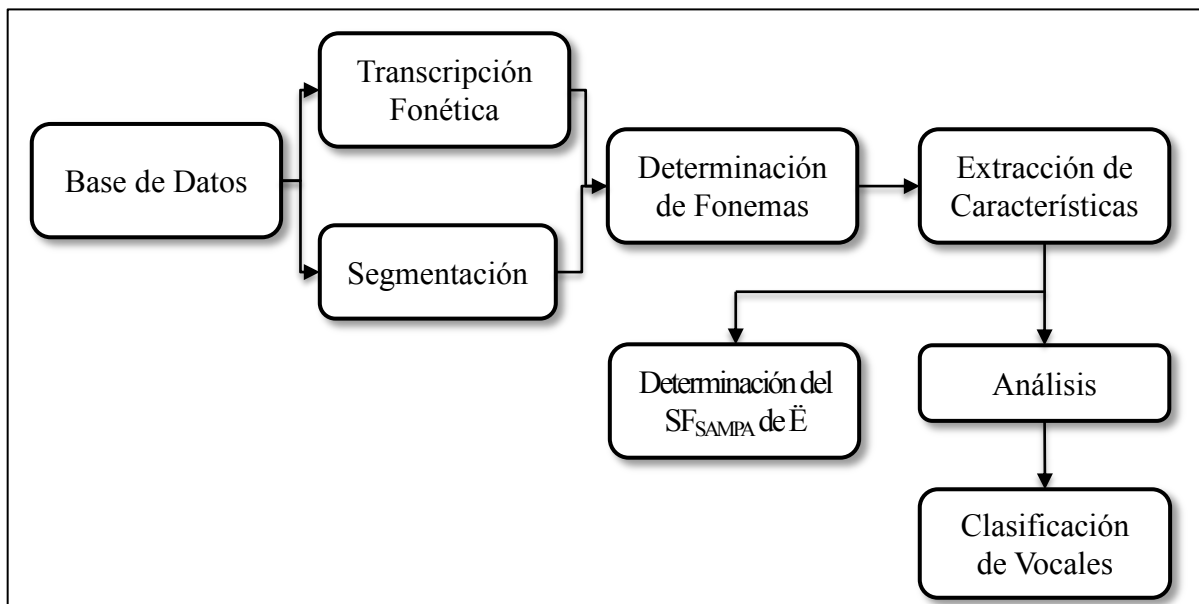 Base de Datos
Transcripción
Fonética
Segmentación
Determinación
de Fonemas
Extracción de
Características
Determinación del
SF_SAMPA de Ë
Análisis
Clasificación
de Vocales